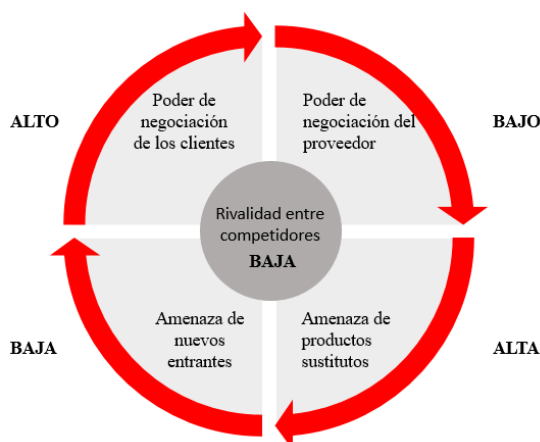 ALTO
Poder de
negociación
de los clientes
Poder de
negociación del
proveedor
BAJO
Rivalidad entre
competidores
BAJA
BAJA
Amenaza de
nuevos
entrantes
Amenaza de
productos
sustitutos
ALTA